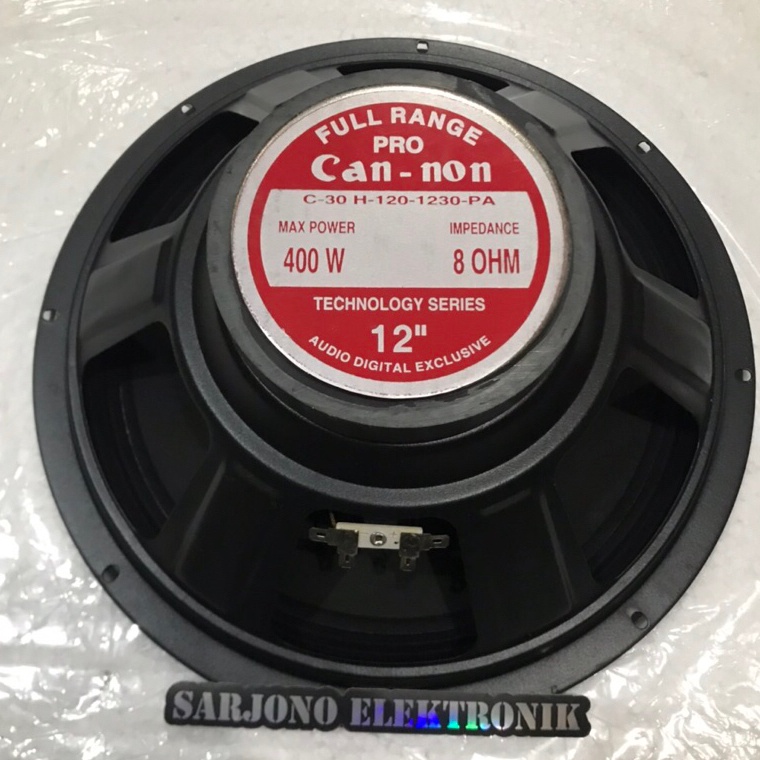 FULL RANGE
PRO
Can-non
C-30 H-120-1230-PA
MAX POWER
IMPEDANCE
400 W
8 OHM
TECHNOLOGY SERIES
12"
AUDIO DIGITAL EXCLUSIVE
SARJONO ELEKTRONIK